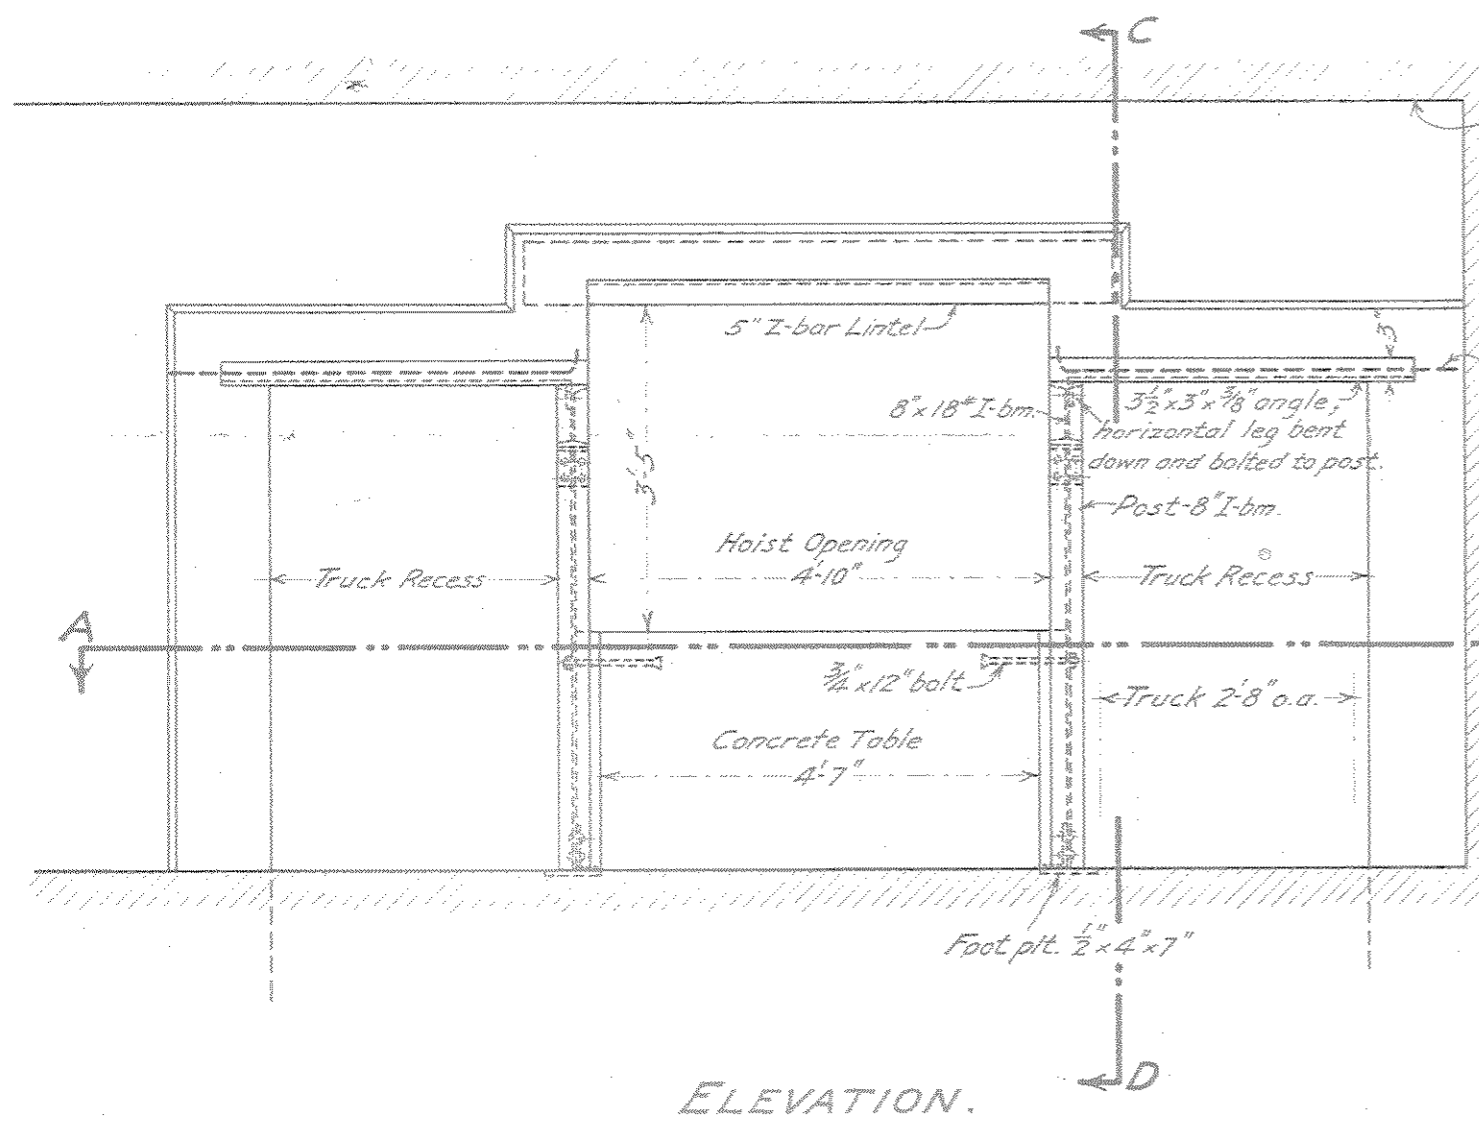 C
5" I-bar Lintel
3"
8"x18# I-bm.
3½"x3"x⅜" angle,
horizontal leg bent
down and bolted to post.
3'-5"
Post-8" I-bm.
Hoist Opening
4'-10"
Truck Recess
Truck Recess
A
¾"x12" bolt
Truck 2'-8" o.a.
Concrete Table
4'-7"
Foot plt. ½"x4"x7"
D
ELEVATION.